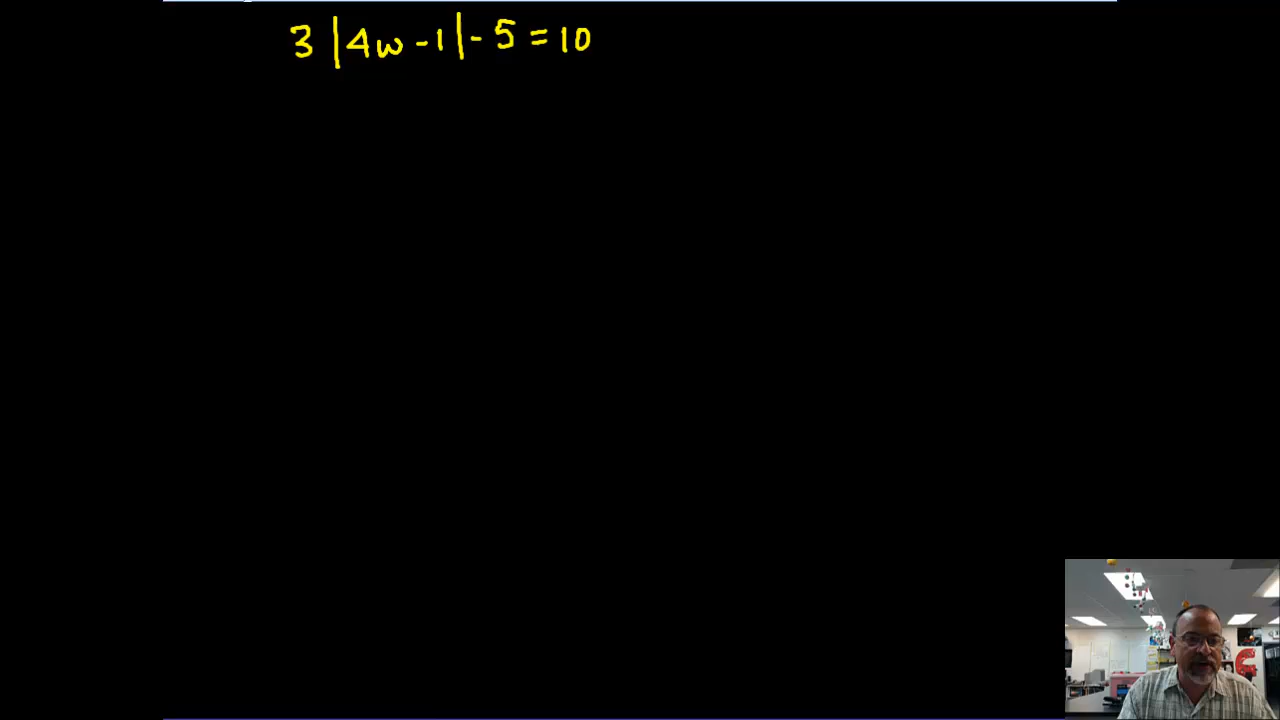 3 |4w - 1| - 5 = 10